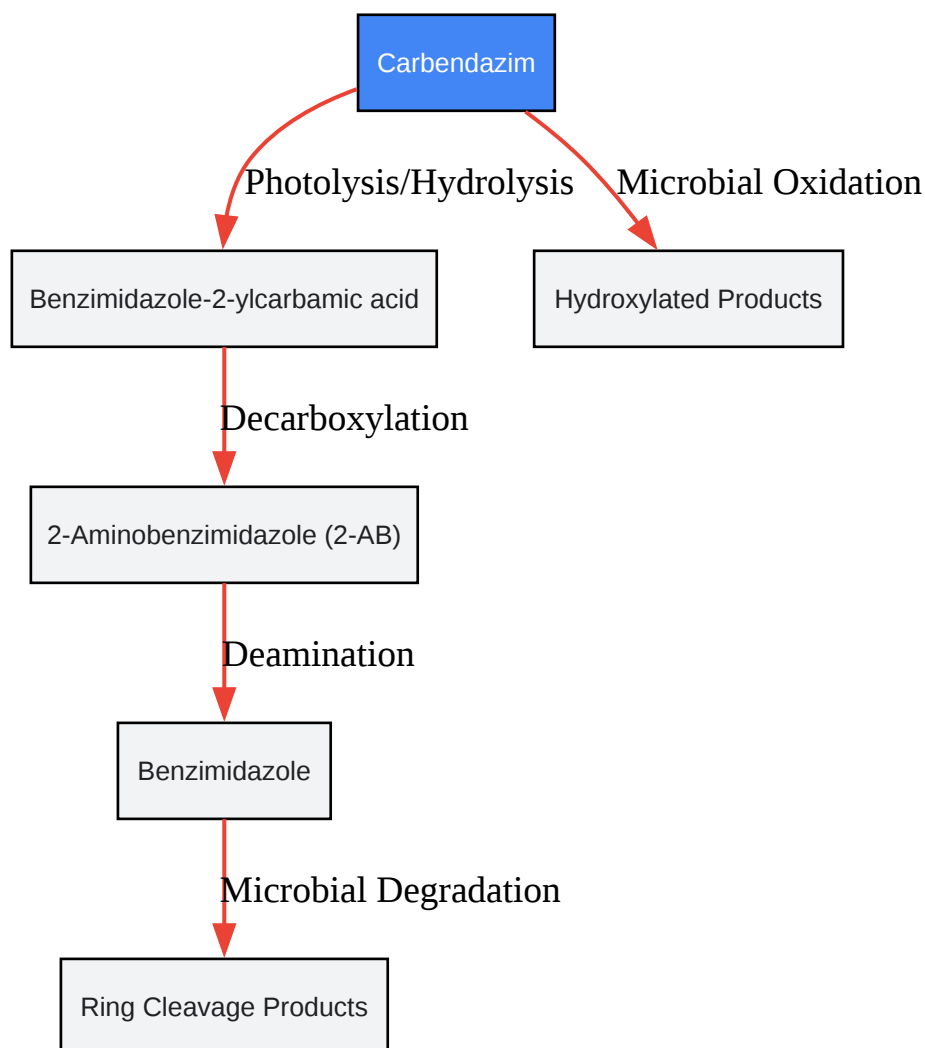 Carbendazim
Photolysis/Hydrolysis
Microbial Oxidation
Benzimidazole-2-ylcarbamic acid
Hydroxylated Products
Decarboxylation
2-Aminobenzimidazole (2-AB)
Deamination
Benzimidazole
Microbial Degradation
Ring Cleavage Products